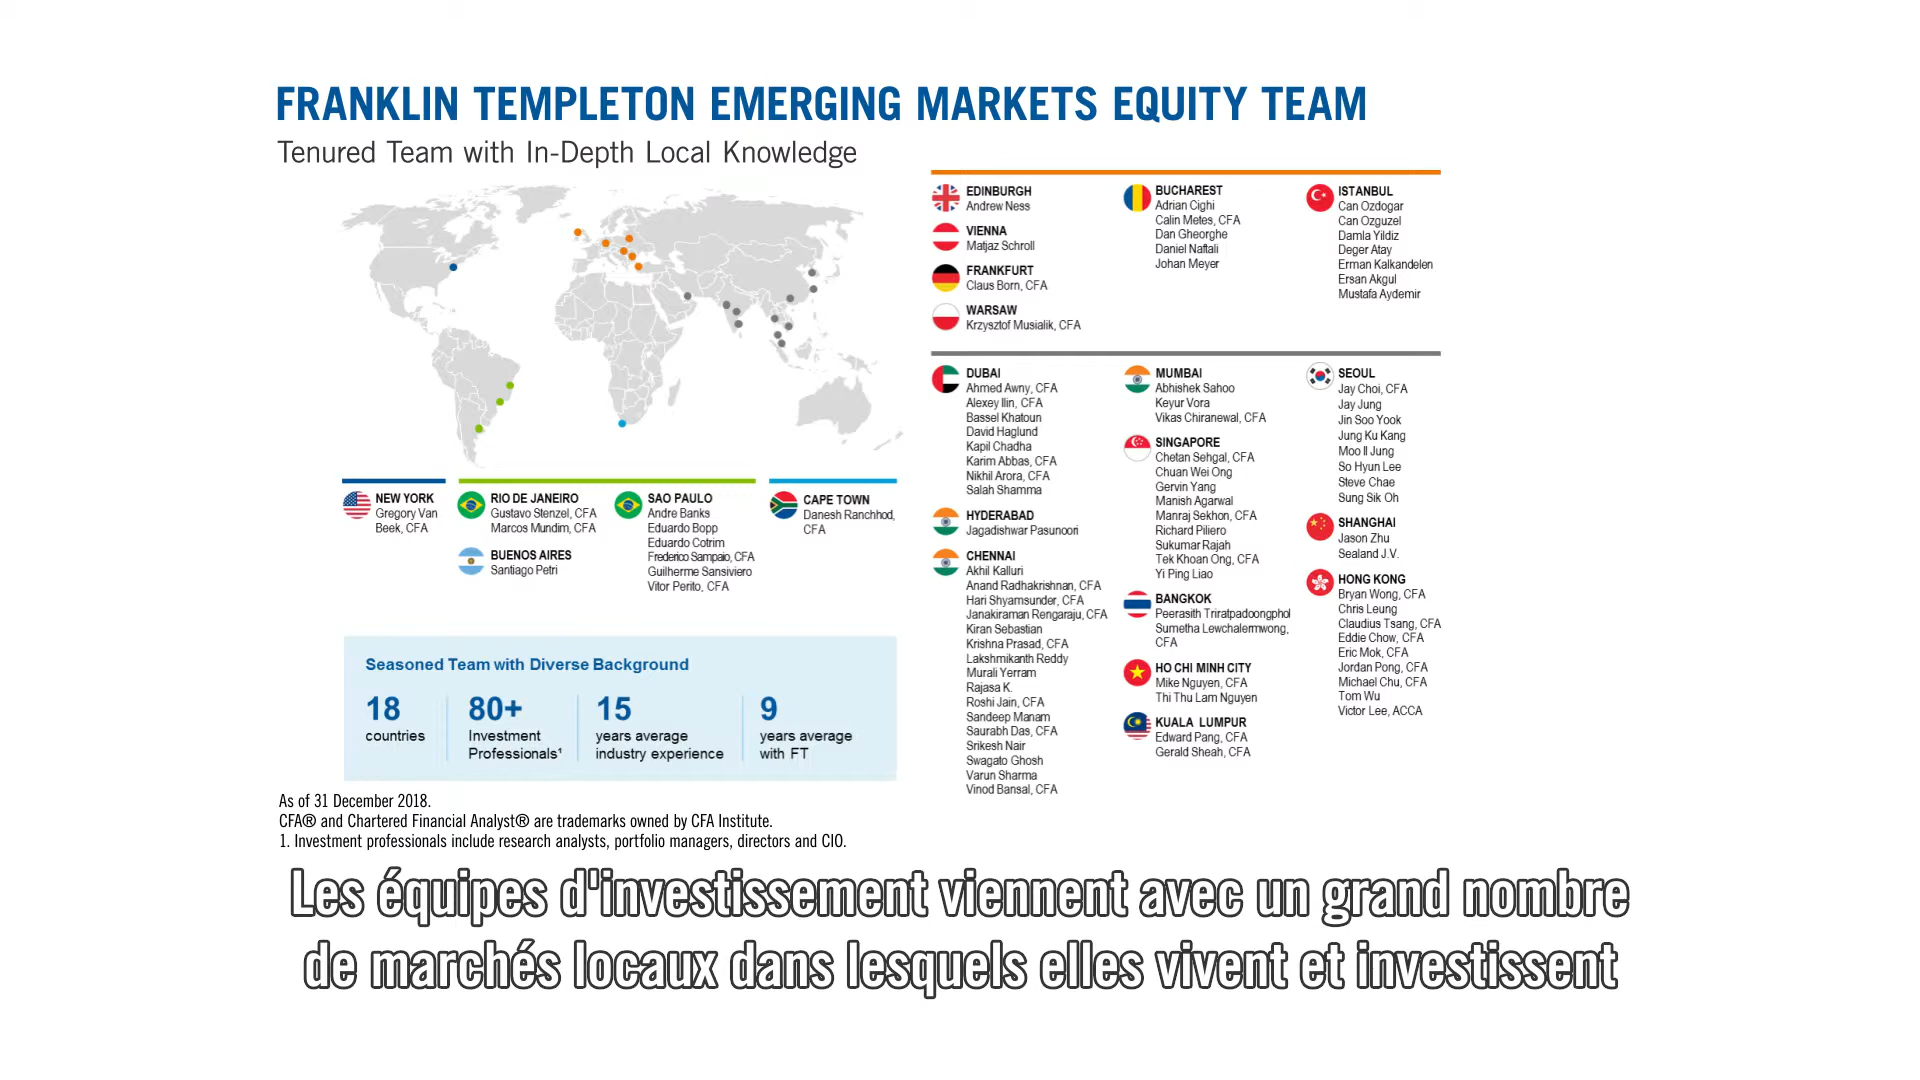 FRANKLIN TEMPLETON EMERGING MARKETS EQUITY TEAM
Tenured Team with In-Depth Local Knowledge
NEW YORK
Gregory Van
Beek, CFA
RIO DE JANEIRO
Gustavo Stenzel, CFA
Marcos Mundim, CFA
BUENOS AIRES
Santiago Petri
SAO PAULO
Andre Banks
Eduardo Bopp
Eduardo Cotrim
Frederico Sampaio, CFA
Guilherme Sansiviero
Vitor Perito, CFA
CAPE TOWN
Danesh Ranchhod,
CFA
EDINBURGH
Andrew Ness
VIENNA
Matjaz Schroll
FRANKFURT
Claus Born, CFA
WARSAW
Krzysztof Musialik, CFA
BUCHAREST
Adrian Cighi
Calin Metes, CFA
Dan Gheorghe
Daniel Naftali
Johan Meyer
ISTANBUL
Can Ozdogar
Can Ozguzel
Damla Yildiz
Deger Atay
Erman Kalkandelen
Ersan Akgul
Mustafa Aydemir
DUBAI
Ahmed Awny, CFA
Alexey Ilin, CFA
Bassel Khatoun
David Haglund
Kapil Chadha
Karim Abbas, CFA
Nikhil Arora, CFA
Salah Shamma
HYDERABAD
Jagadishwar Pasunoori
CHENNAI
Akhil Kalluri
Anand Radhakrishnan, CFA
Hari Shyamsunder, CFA
Janakiraman Rengaraju, CFA
Kiran Sebastian
Krishna Prasad, CFA
Lakshmikanth Reddy
Murali Yerram
Rajasa K.
Roshi Jain, CFA
Sandeep Manam
Saurabh Das, CFA
Srikesh Nair
Swagato Ghosh
Varun Sharma
Vinod Bansal, CFA
MUMBAI
Abhishek Sahoo
Keyur Vora
Vikas Chiranewal, CFA
SINGAPORE
Chetan Sehgal, CFA
Chuan Wei Ong
Gervin Yang
Manish Agarwal
Manraj Sekhon, CFA
Richard Piliero
Sukumar Rajah
Tek Khoan Ong, CFA
Yi Ping Liao
BANGKOK
Peerasith Triratpadoongphol
Sumetha Lewchalermwong,
CFA
HO CHI MINH CITY
Mike Nguyen, CFA
Thi Thu Lam Nguyen
KUALA LUMPUR
Edward Pang, CFA
Gerald Sheah, CFA
SEOUL
Jay Choi, CFA
Jay Jung
Jin Soo Yook
Jung Ku Kang
Moo Il Jung
So Hyun Lee
Steve Chae
Sung Sik Oh
SHANGHAI
Jason Zhu
Sealand J.V.
HONG KONG
Bryan Wong, CFA
Chris Leung
Claudius Tsang, CFA
Eddie Chow, CFA
Eric Mok, CFA
Jordan Pong, CFA
Michael Chu, CFA
Tom Wu
Victor Lee, ACCA
Seasoned Team with Diverse Background
18
countries
80+
Investment
Professionals¹
15
years average
industry experience
9
years average
with FT
As of 31 December 2018.
CFA® and Chartered Financial Analyst® are trademarks owned by CFA Institute.
1. Investment professionals include research analysts, portfolio managers, directors and CIO.
Les équipes d'investissement viennent avec un grand nombre
de marchés locaux dans lesquels elles vivent et investissent